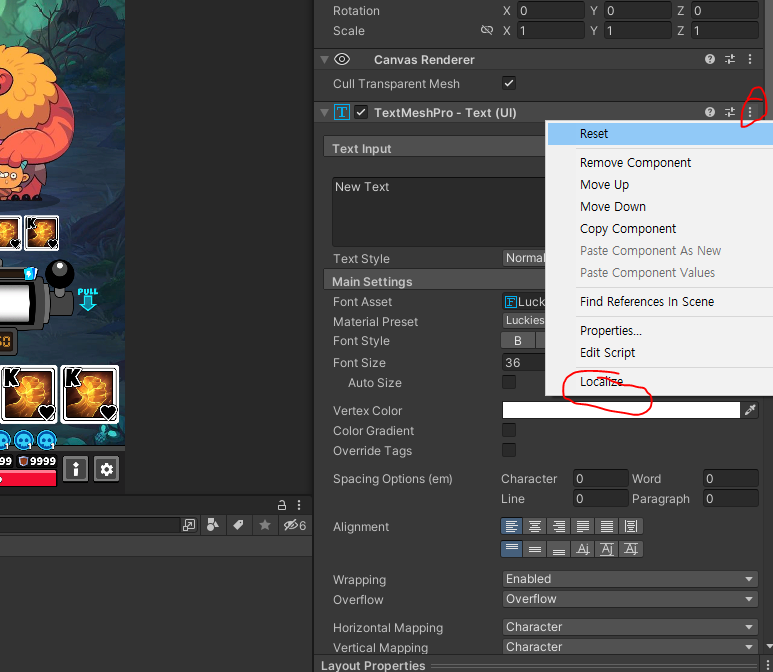 Rotation X 0 Y 0 Z 0
Scale X 1 Y 1 Z 1
Canvas Renderer
Cull Transparent Mesh
TextMeshPro - Text (UI)
Reset
Text Input
Remove Component
New Text
Move Up
Move Down
Copy Component
Paste Component As New
Text Style Normal
Paste Component Values
Main Settings
Find References In Scene
Font Asset F Luck
Material Preset Luckies
Properties...
Font Style B
Edit Script
Font Size 36
Auto Size
Localize
Vertex Color
Color Gradient
Override Tags
Spacing Options (em) Character 0 Word 0
Line 0 Paragraph 0
Alignment
Wrapping Enabled
Overflow Overflow
Horizontal Mapping Character
Vertical Mapping Character
Layout Properties
K
PULL
K K
99 9999
6